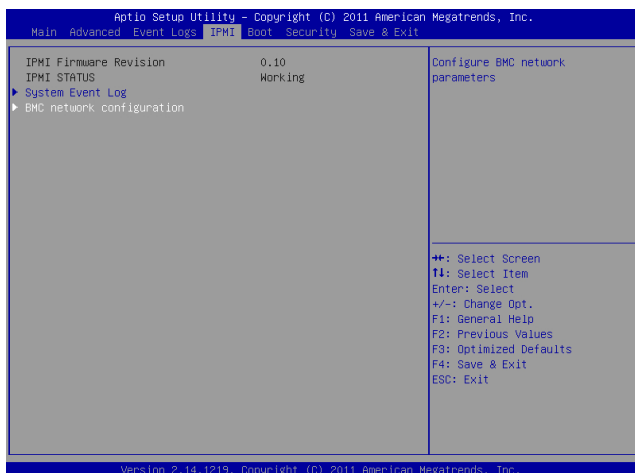 Aptio Setup Utility – Copyright (C) 2011 American Megatrends, Inc.
Main Advanced Event Logs IPMI Boot Security Save & Exit
IPMI Firmware Revision 0.10
IPMI STATUS Working
System Event Log
BMC network configuration
Configure BMC network
parameters
→←: Select Screen
↑↓: Select Item
Enter: Select
+/-: Change Opt.
F1: General Help
F2: Previous Values
F3: Optimized Defaults
F4: Save & Exit
ESC: Exit
Version 2.14.1219. Copyright (C) 2011 American Megatrends, Inc.